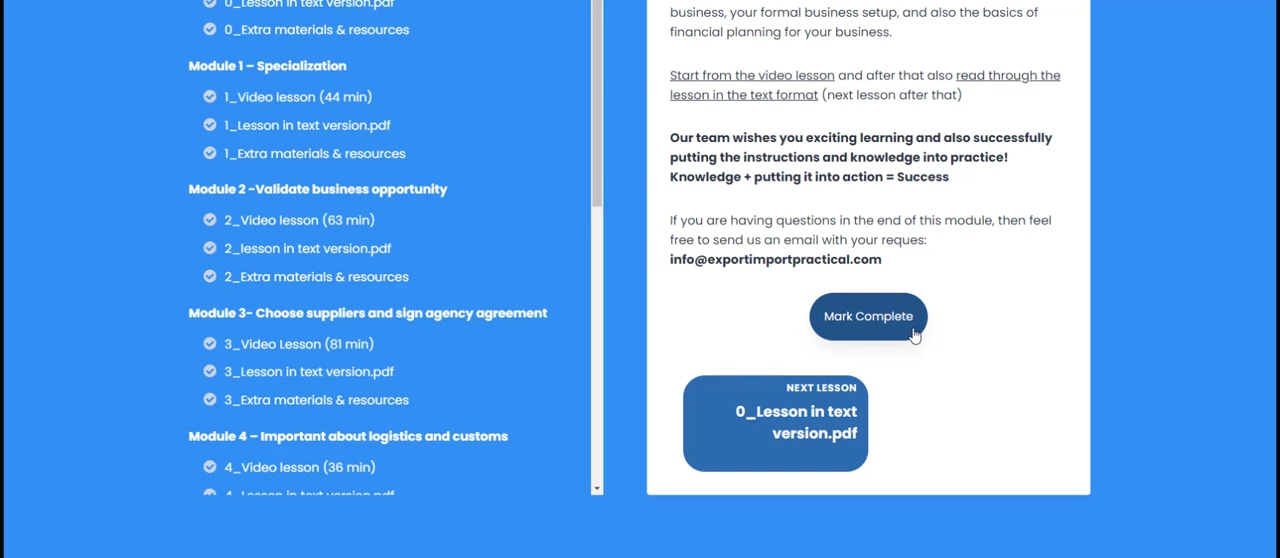 0_Lesson in text version.pdf
0_Extra materials & resources
Module 1 – Specialization
1_Video lesson (44 min)
1_Lesson in text version.pdf
1_Extra materials & resources
Module 2 -Validate business opportunity
2_Video lesson (63 min)
2_lesson in text version.pdf
2_Extra materials & resources
Module 3- Choose suppliers and sign agency agreement
3_Video Lesson (81 min)
3_Lesson in text version.pdf
3_Extra materials & resources
Module 4 – Important about logistics and customs
4_Video lesson (36 min)
4_Lesson in text version.pdf
business, your formal business setup, and also the basics of
financial planning for your business.
Start from the video lesson and after that also read through the
lesson in the text format (next lesson after that)
Our team wishes you exciting learning and also successfully
putting the instructions and knowledge into practice!
Knowledge + putting it into action = Success
If you are having questions in the end of this module, then feel
free to send us an email with your reques:
info@exportimportpractical.com
Mark Complete
NEXT LESSON
0_Lesson in text
version.pdf